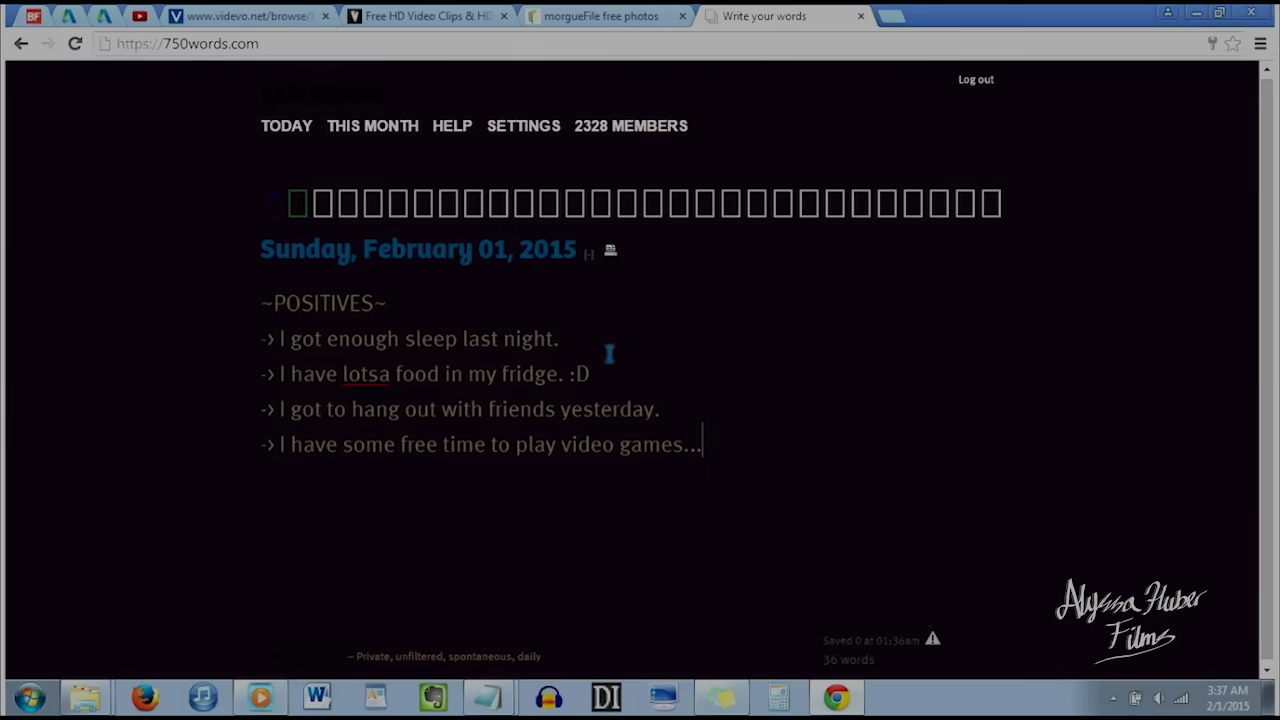 BF
www.videvo.net/browse/
Free HD Video Clips & HD
morgueFile free photos
Write your words
https://750words.com
Log out
TODAY THIS MONTH HELP SETTINGS 2328 MEMBERS
Sunday, February 01, 2015
~POSITIVES~
-> I got enough sleep last night.
-> I have lotsa food in my fridge. :D
-> I got to hang out with friends yesterday.
-> I have some free time to play video games...
Alyssa Huber
Films
Saved 0 at 01:36am
36 words
– Private, unfiltered, spontaneous, daily
DI
3:37 AM
2/1/2015